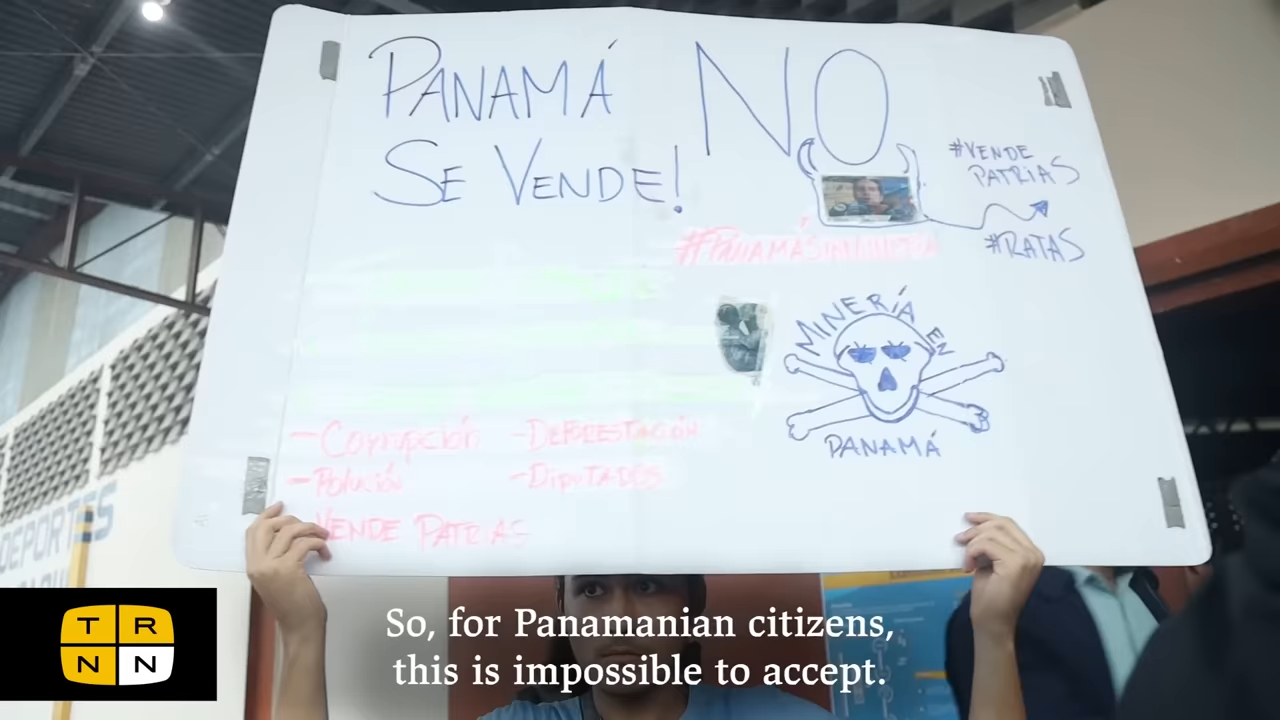 PANAMÁ NO
SE VENDE!
#VENDE
PATRIAS
#RATAS
#PANAMÁSINMINERÍA
MINERÍA EN
PANAMÁ
- Corrupción - DEFORESTACIÓN
- Polución - DIPUTADOS
VENDE PATRIAS
DEPORTES
T R
N N
So, for Panamanian citizens,
this is impossible to accept.